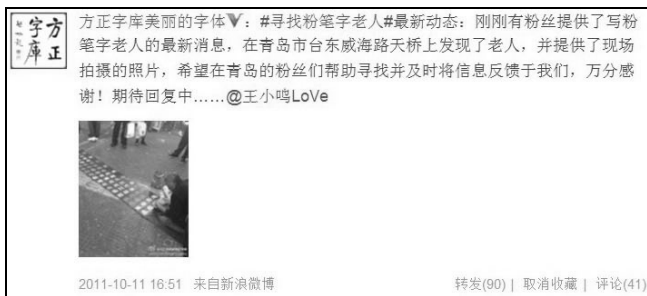 方正
字庫
方正字库美丽的字体V：#寻找粉笔字老人#最新动态：刚刚有粉丝提供了写粉
笔字老人的最新消息，在青岛市台东威海路天桥上发现了老人，并提供了现场
拍摄的照片，希望在青岛的粉丝们帮助寻找并及时将信息反馈于我们，万分感
谢！期待回复中……@王小鸣LoVe
2011-10-11 16:51 来自新浪微博
转发(90) | 取消收藏 | 评论(41)